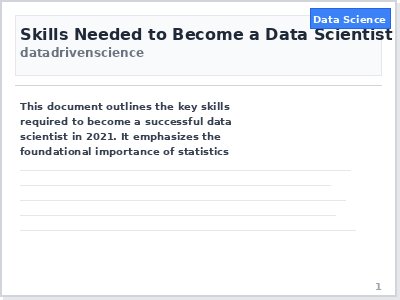 Data Science
Skills Needed to Become a Data Scientist
datadrivenscience
This document outlines the key skills
required to become a successful data
scientist in 2021. It emphasizes the
foundational importance of statistics
1